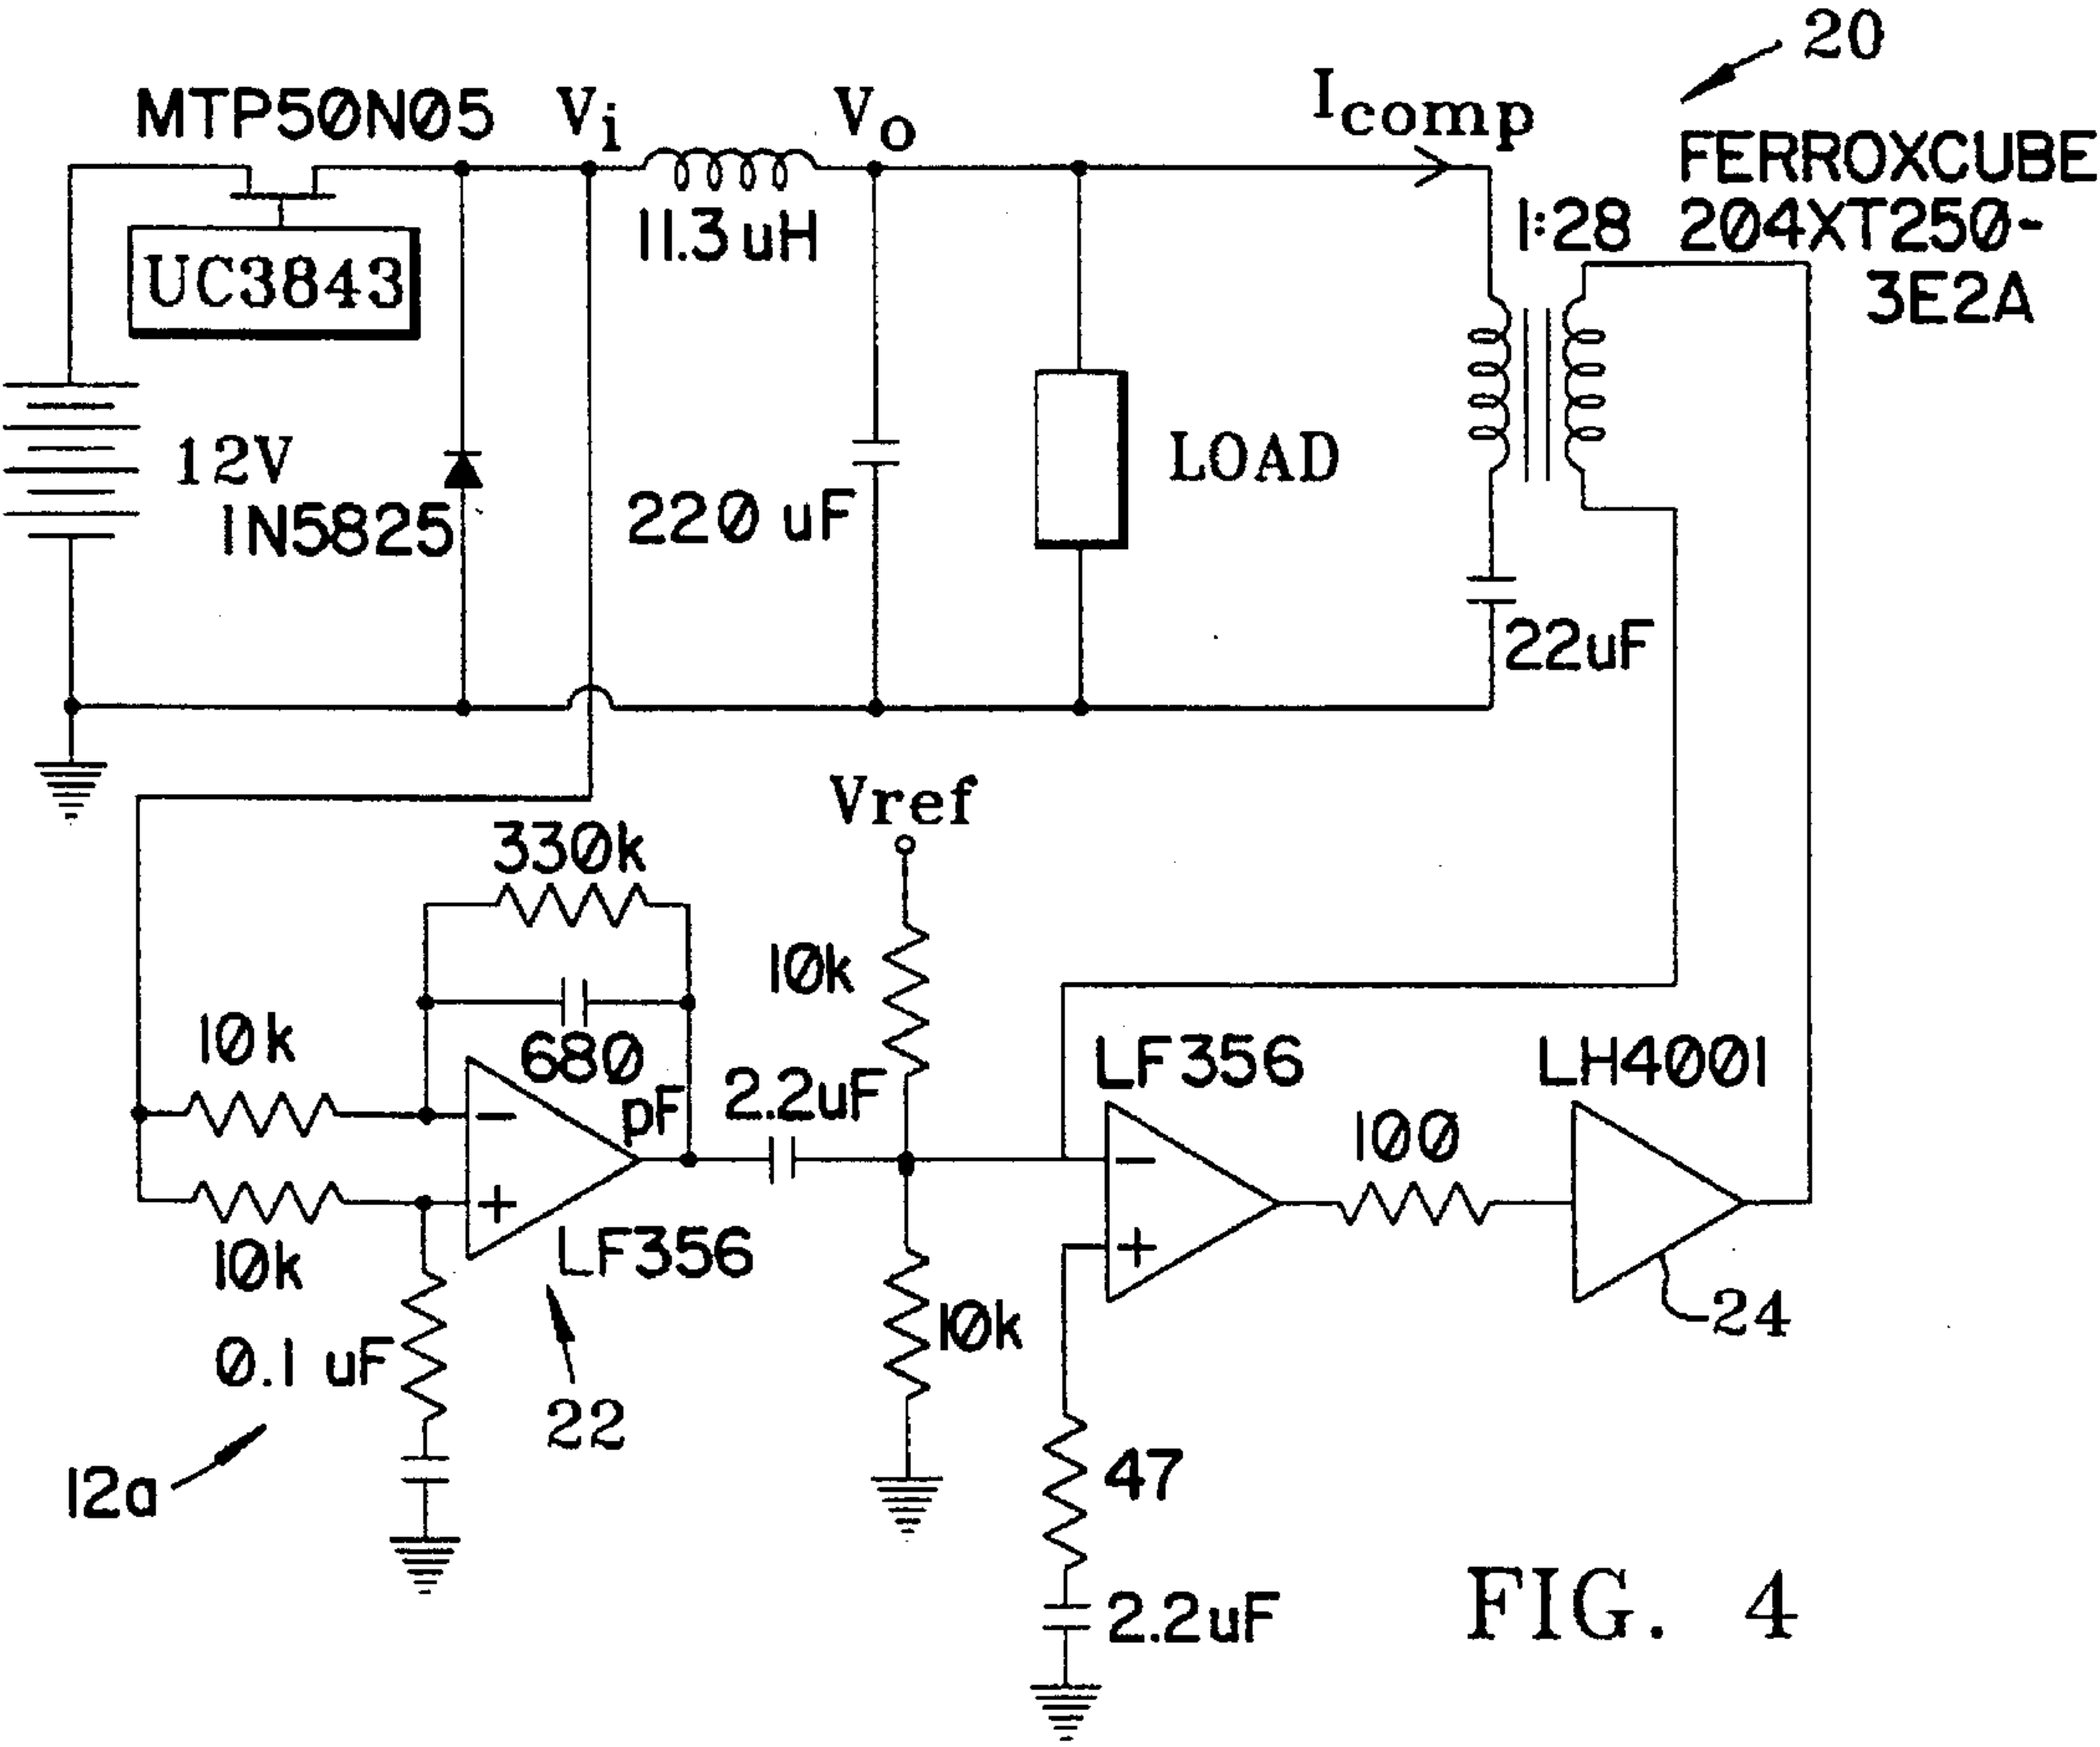 20
MTP50N05
Vi
Vo
Icomp
FERROXCUBE
1:28 204XT250-
3E2A
UC3843
11.3uH
12V
1N5825
220 uF
LOAD
22uF
Vref
330k
10k
10k
680
pF
2.2uF
LF356
LH4001
100
10k
LF356
0.1 uF
10k
24
22
12a
47
2.2uF
FIG. 4
+
−
+
−